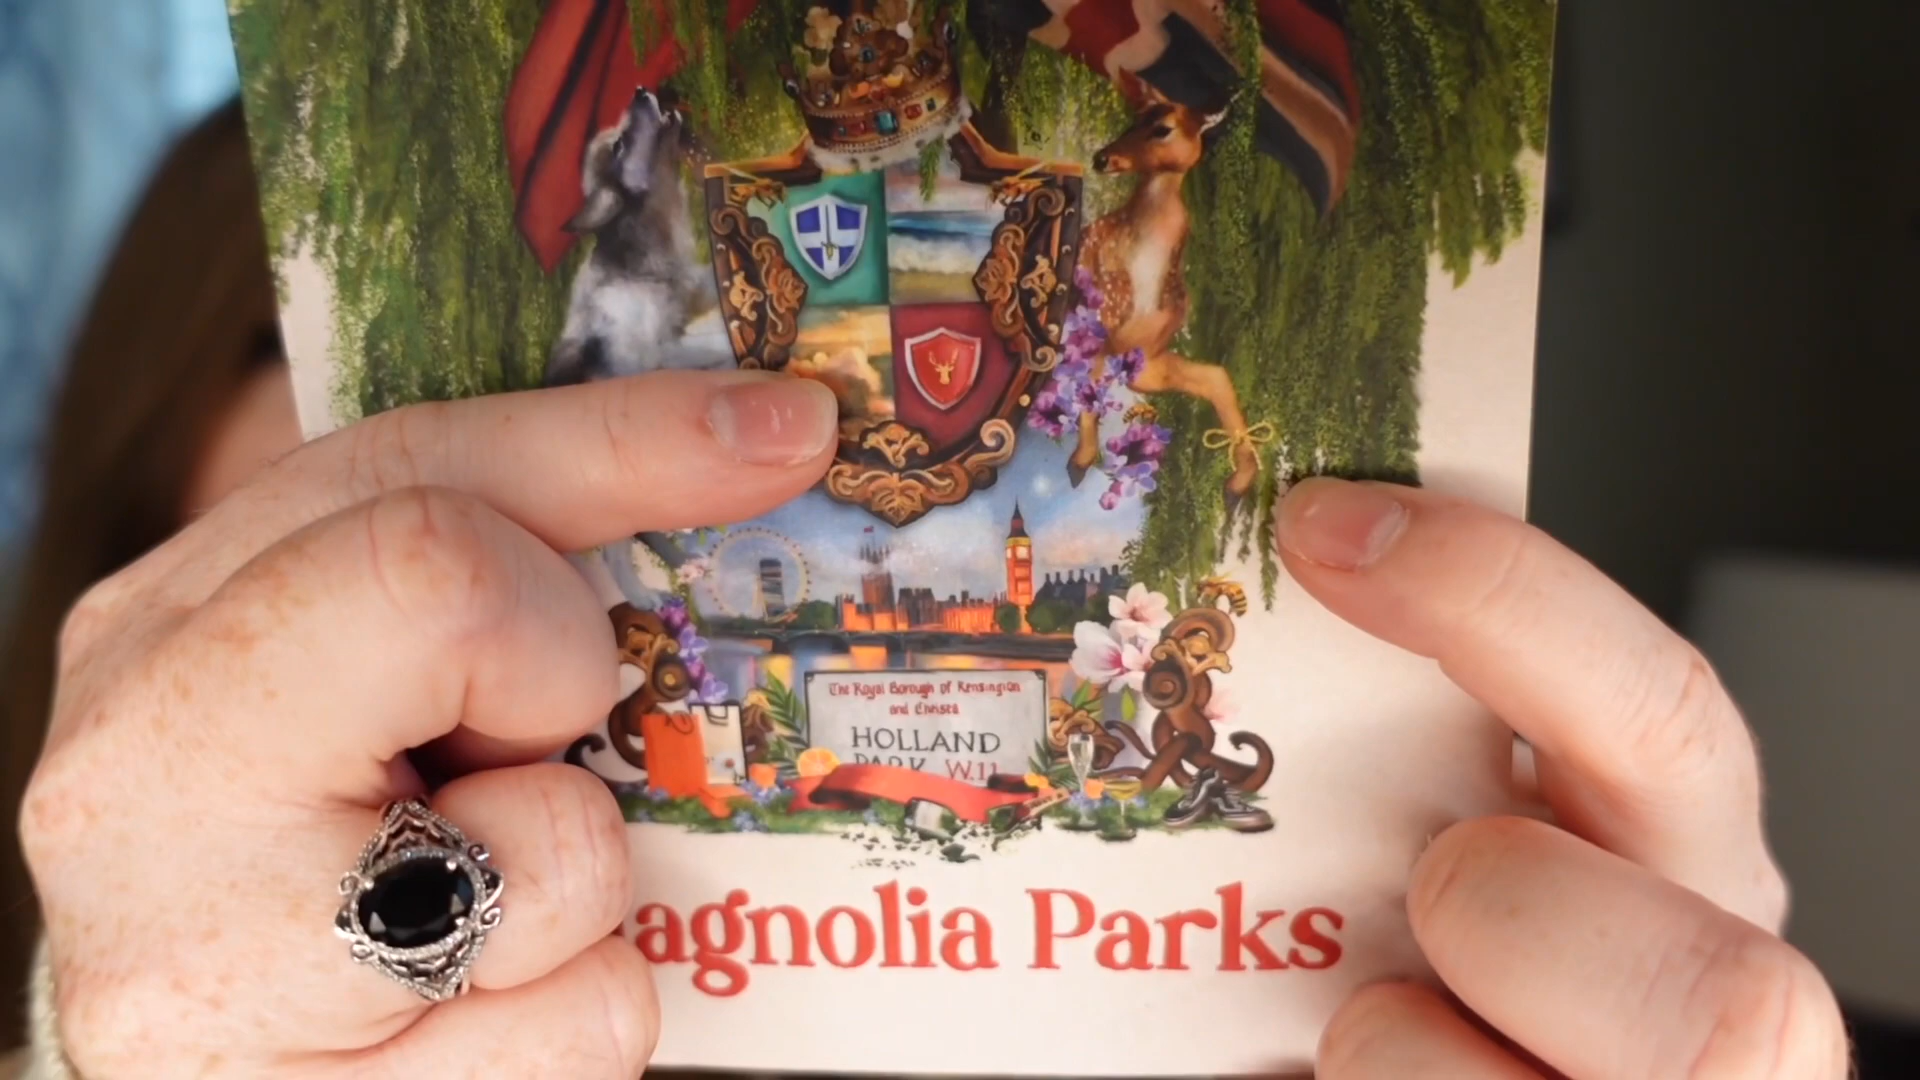 The Royal Borough of Kensington
and Chelsea
HOLLAND
PARK W.11
agnolia Parks